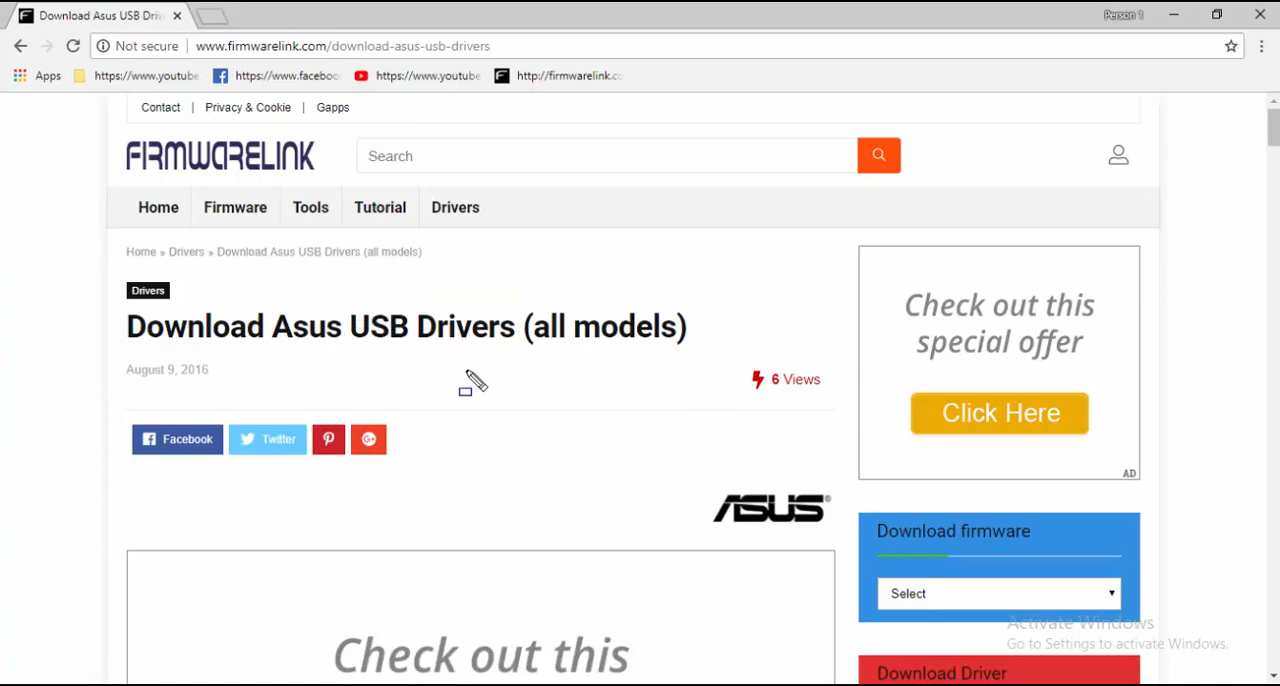 Download Asus USB Driv
Person 1
Not secure
www.firmwarelink.com/download-asus-usb-drivers
Apps
https://www.youtube
https://www.faceboo
https://www.youtube
http://firmwarelink.co
Contact | Privacy & Cookie | Gapps
FIRMWARELINK
Search
Home
Firmware
Tools
Tutorial
Drivers
Home » Drivers » Download Asus USB Drivers (all models)
Drivers
Download Asus USB Drivers (all models)
August 9, 2016
6 Views
Facebook
Twitter
ASUS®
Check out this
Check out this
special offer
Click Here
AD
Download firmware
Select
Activate Windows
Go to Settings to activate Windows.
Download Driver